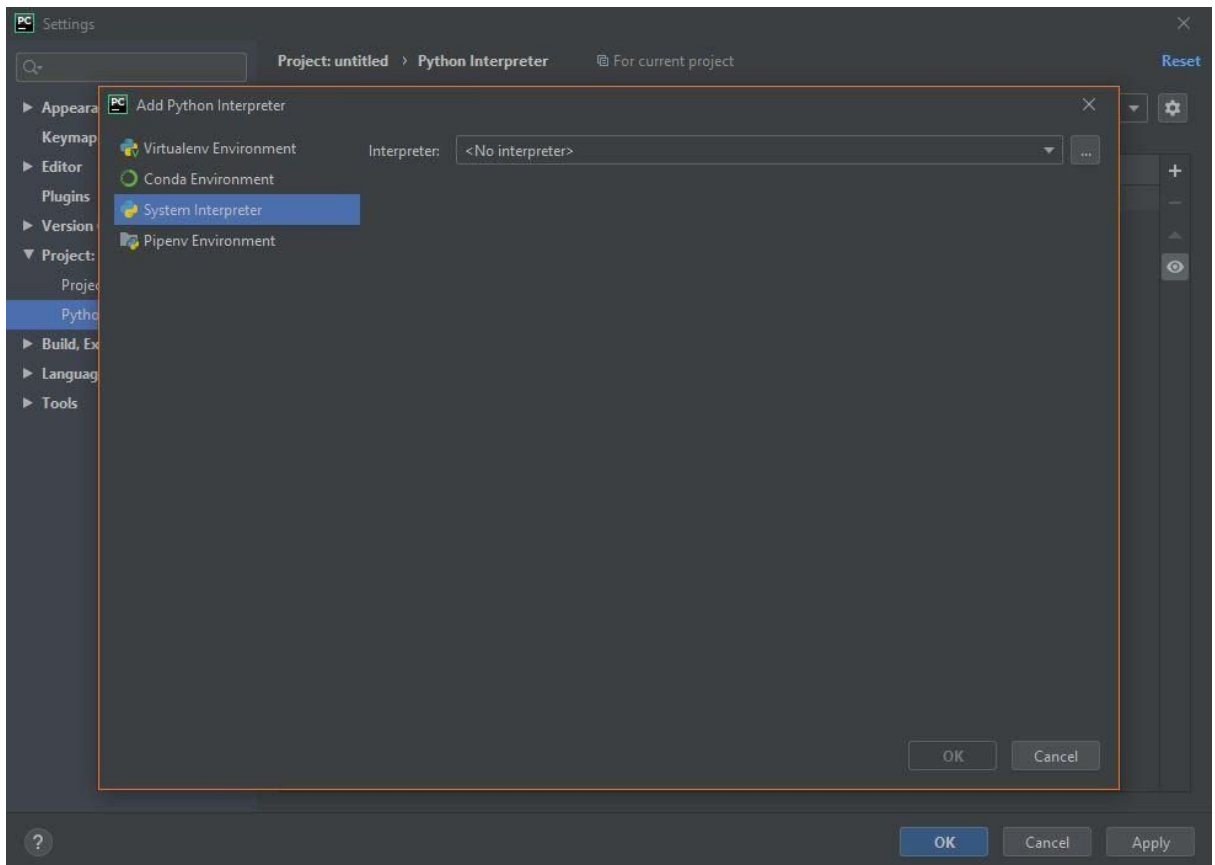 PC Settings
Project: untitled › Python Interpreter For current project Reset
Appeara
Keymap
Editor
Plugins
Version
Project:
Projec
Pytho
Build, Ex
Languag
Tools
PC Add Python Interpreter
Virtualenv Environment
Conda Environment
System Interpreter
Pipenv Environment
Interpreter: <No interpreter> ...
OK Cancel
? OK Cancel Apply